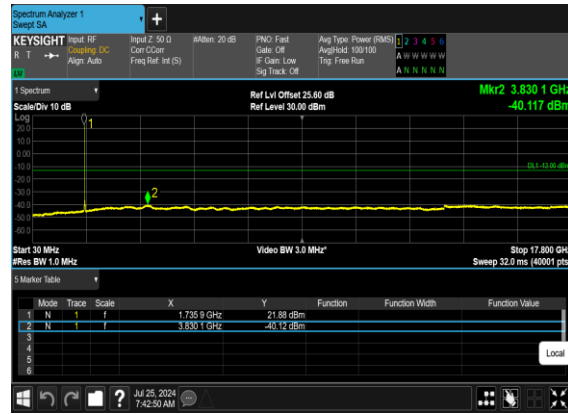 Spectrum Analyzer 1
Swept SA
+
KEYSIGHT Input: RF Input Z: 50 Ω #Atten: 20 dB PNO: Fast Avg Type: Power (RMS) 1 2 3 4 5 6
R T Coupling: DC Corr CCorr Gate: Off Avg|Hold: 100/100 A W W W W W
Align: Auto Freq Ref: Int (S) IF Gain: Low Trig: Free Run
LW Sig Track: Off A N N N N N
1 Spectrum Ref Lvl Offset 25.60 dB Mkr2 3.830 1 GHz
Scale/Div 10 dB Ref Level 30.00 dBm -40.117 dBm
Log
1
20.0
10.0
0.00
-10.0
DL1 -13.00 dBm
-20.0
-30.0
2
-40.0
-50.0
-60.0
Start 30 MHz Video BW 3.0 MHz* Stop 17.800 GHz
#Res BW 1.0 MHz Sweep 32.0 ms (40001 pts)
5 Marker Table
Mode Trace Scale X Y Function Function Width Function Value
1 N 1 f 1.735 9 GHz 21.88 dBm
2 N 1 f 3.830 1 GHz -40.12 dBm
3
4
5
6
Local
? Jul 25, 2024
7:42:50 AM